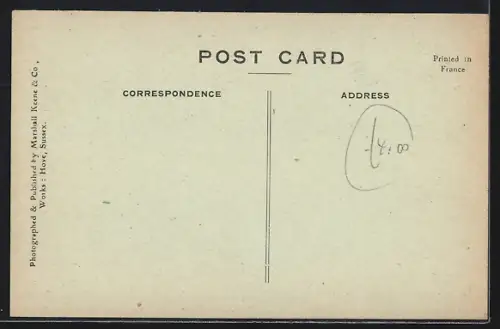 POST CARD
Printed in
France
CORRESPONDENCE
ADDRESS
Photographed & Published by Marshall Keene & Co,
Works: Hove, Sussex.